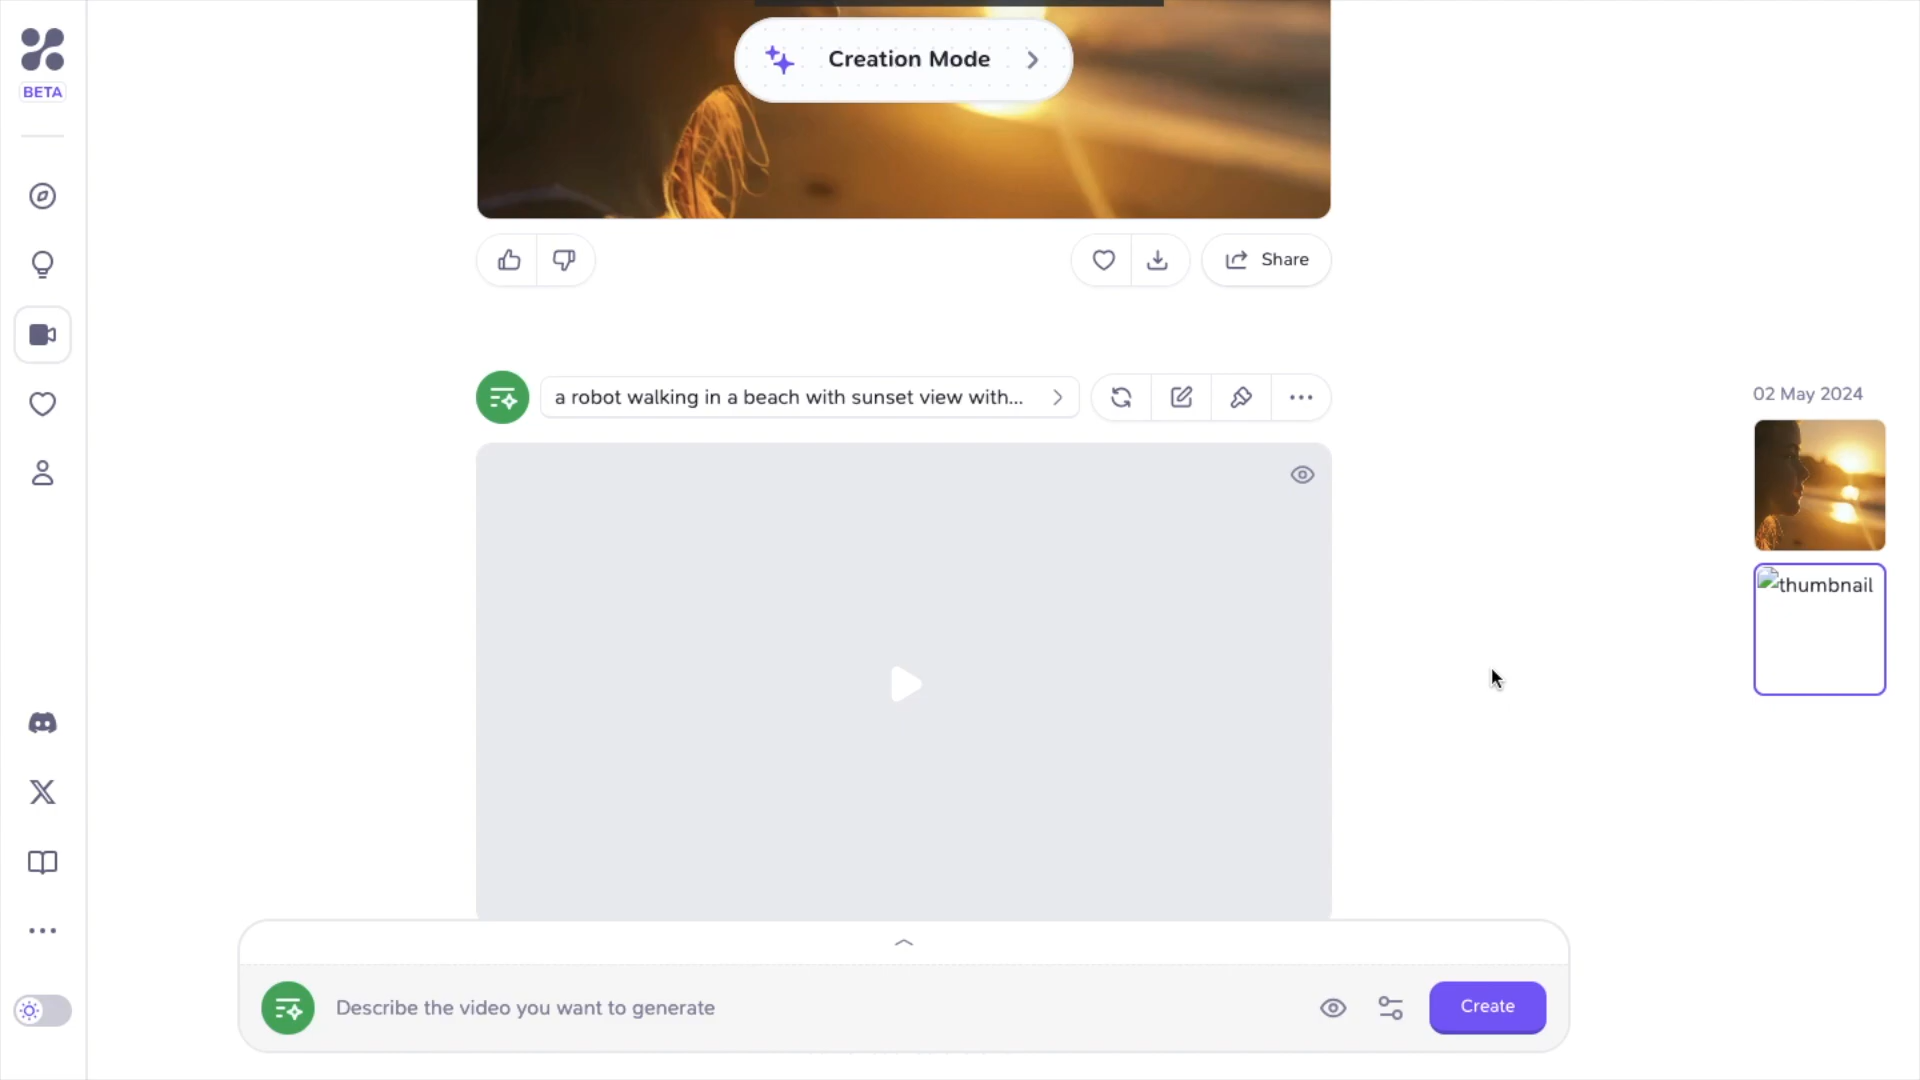 Creation Mode
BETA
Share
a robot walking in a beach with sunset view with...
02 May 2024
thumbnail
Describe the video you want to generate
Create